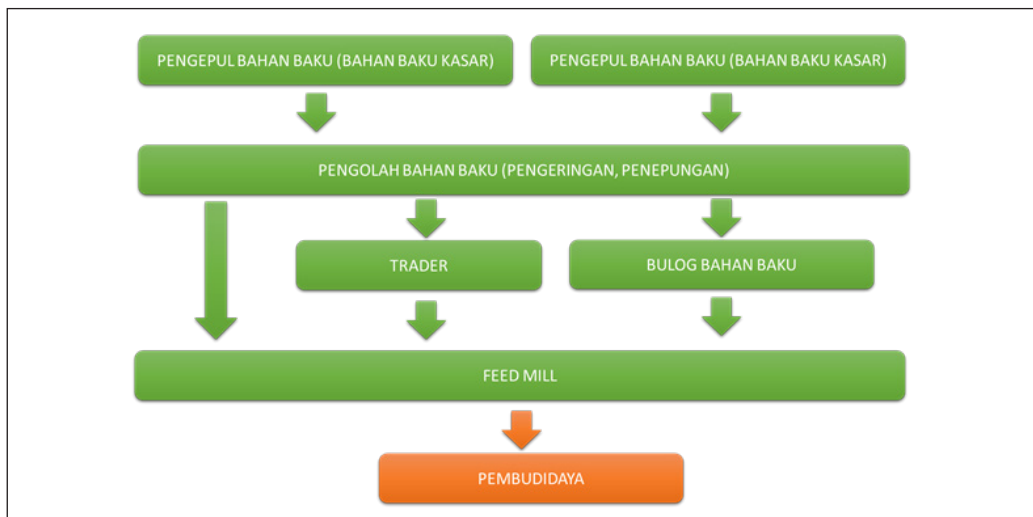 PENGEPUL BAHAN BAKU (BAHAN BAKU KASAR)
PENGEPUL BAHAN BAKU (BAHAN BAKU KASAR)
PENGOLAH BAHAN BAKU (PENGERINGAN, PENEPUNGAN)
TRADER
BULOG BAHAN BAKU
FEED MILL
PEMBUDIDAYA